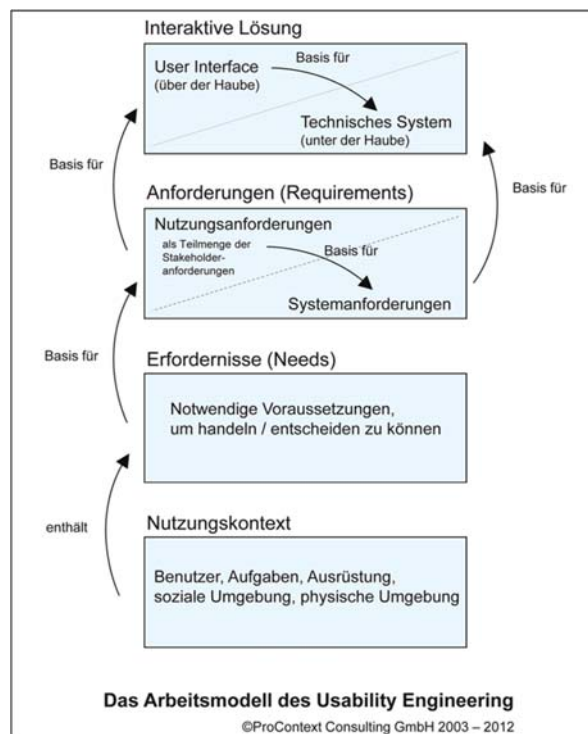 Interaktive Lösung
User Interface
(über der Haube)
Basis für
Technisches System
(unter der Haube)
Basis für
Basis für
Anforderungen (Requirements)
Nutzungsanforderungen
als Teilmenge der
Stakeholder-
anforderungen
Basis für
Systemanforderungen
Basis für
Erfordernisse (Needs)
Notwendige Voraussetzungen,
um handeln / entscheiden zu können
enthält
Nutzungskontext
Benutzer, Aufgaben, Ausrüstung,
soziale Umgebung, physische Umgebung
Das Arbeitsmodell des Usability Engineering
©ProContext Consulting GmbH 2003 – 2012